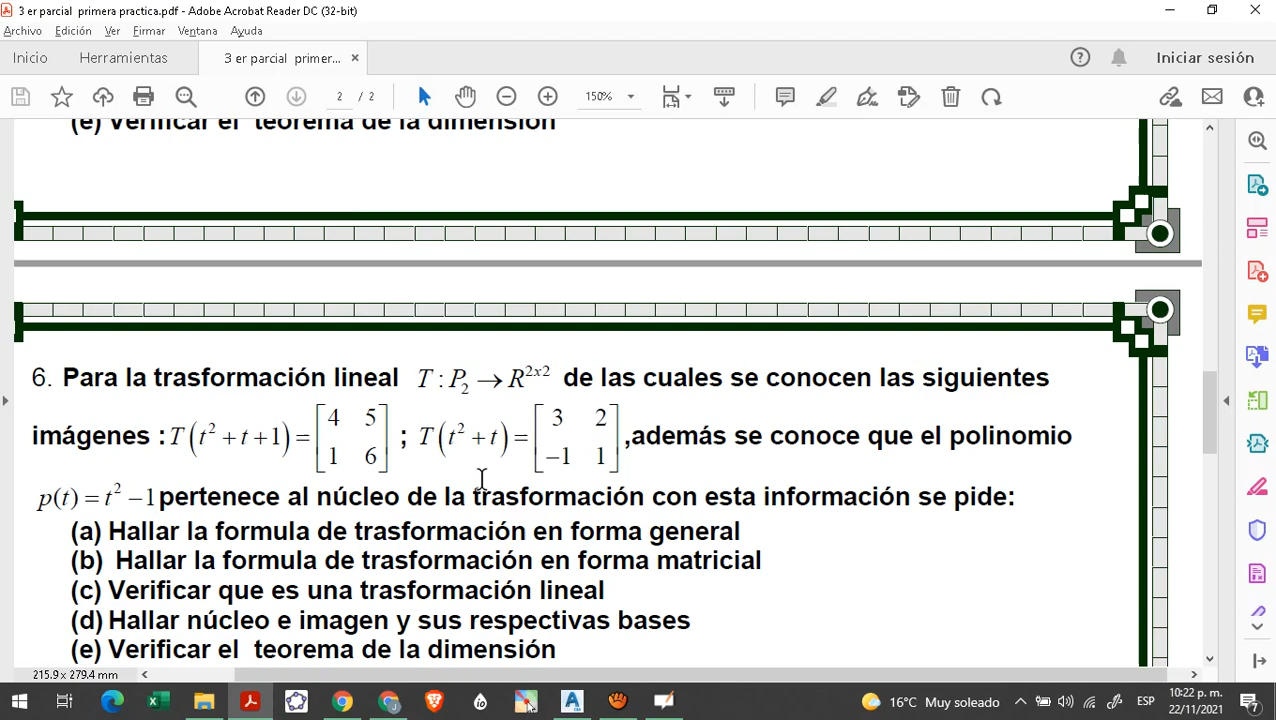 3 er parcial primera practica.pdf - Adobe Acrobat Reader DC (32-bit)
Archivo Edición Ver Firmar Ventana Ayuda
Inicio Herramientas 3 er parcial primer... × Iniciar sesión
2 / 2 150%
(e) Verificar el teorema de la dimensión
6. Para la trasformación lineal T : P₂ → R²ˣ² de las cuales se conocen las siguientes
imágenes : T(t² + t + 1) = [4 5; 1 6] ; T(t² + t) = [3 2; −1 1] ,además se conoce que el polinomio
p(t) = t² − 1 pertenece al núcleo de la trasformación con esta información se pide:
(a) Hallar la formula de trasformación en forma general
(b) Hallar la formula de trasformación en forma matricial
(c) Verificar que es una trasformación lineal
(d) Hallar núcleo e imagen y sus respectivas bases
(e) Verificar el teorema de la dimensión
215.9 x 279.4 mm
16°C Muy soleado ESP 10:22 p. m.
22/11/2021 7